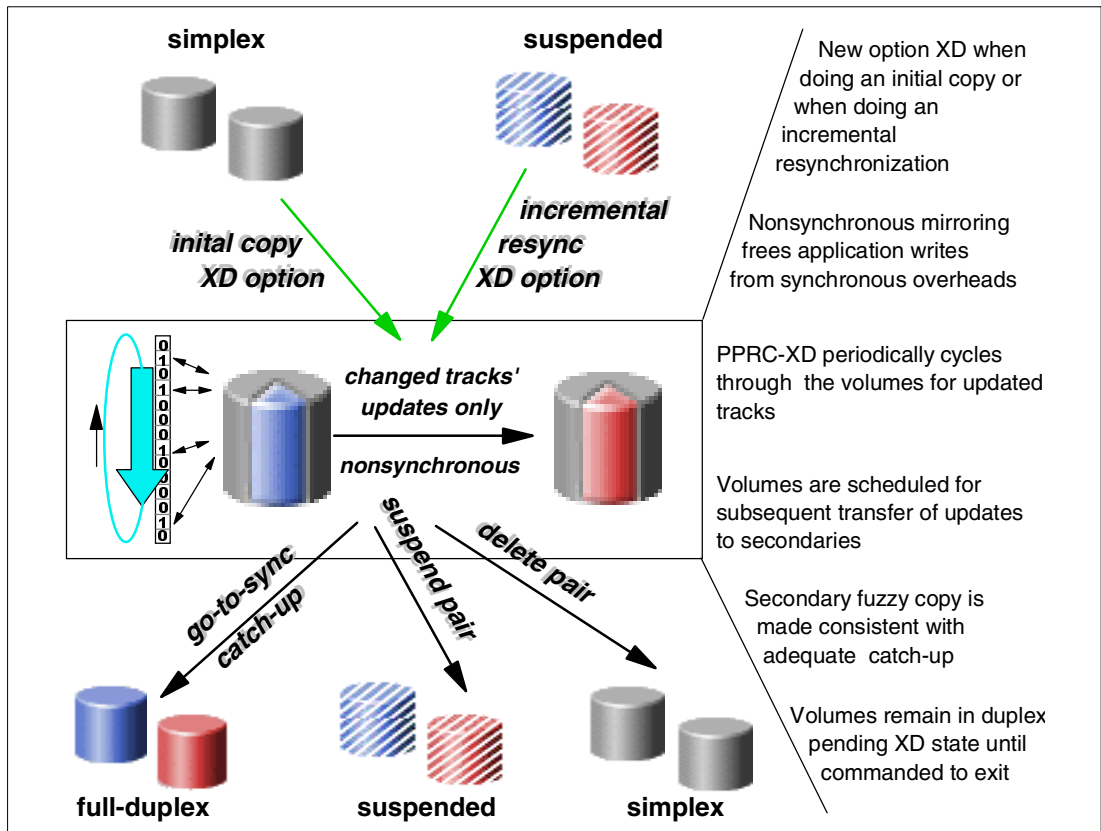 simplex
suspended
New option XD when
doing an initial copy or
when doing an
incremental
resynchronization
inital copy
XD option
incremental
resync
XD option
Nonsynchronous mirroring
frees application writes
from synchronous overheads
0
1
0
1
0
0
0
1
0
0
0
0
1
0
changed tracks'
updates only
nonsynchronous
PPRC-XD periodically cycles
through the volumes for updated
tracks
Volumes are scheduled for
subsequent transfer of updates
to secondaries
go-to-sync
catch-up
suspend pair
delete pair
Secondary fuzzy copy is
made consistent with
adequate catch-up
Volumes remain in duplex
pending XD state until
commanded to exit
full-duplex
suspended
simplex